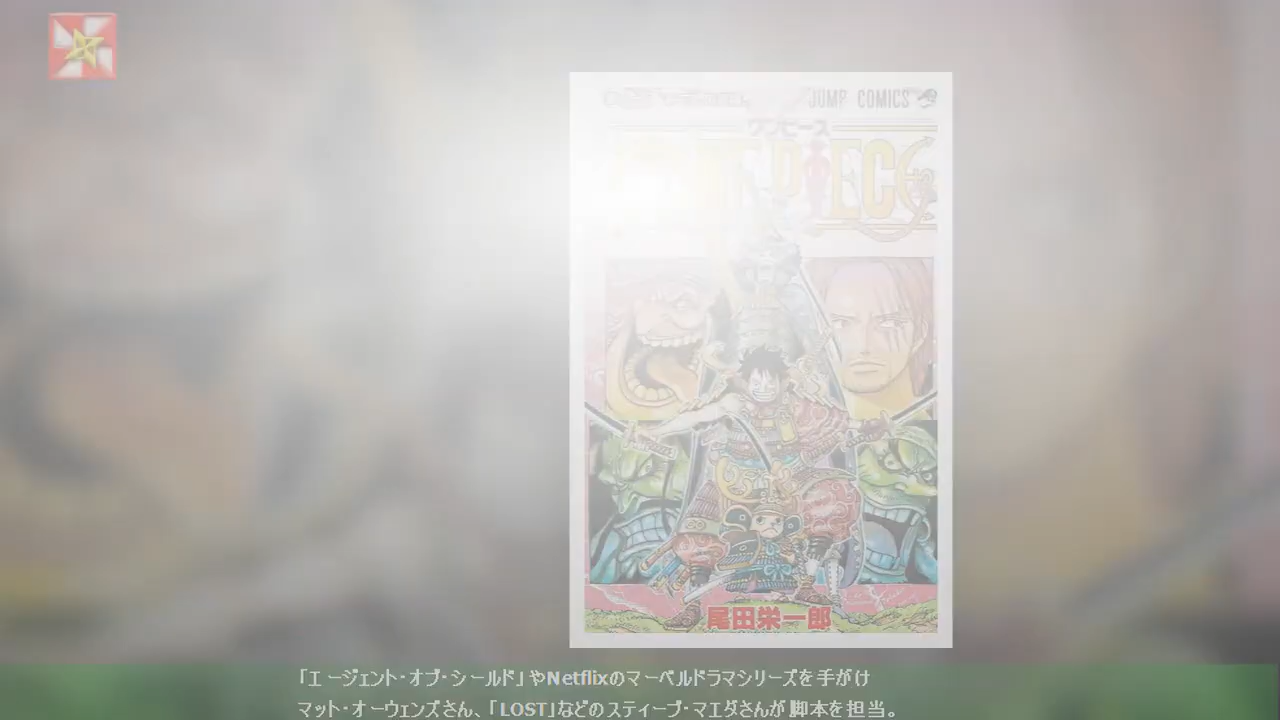 JUMP COMICS
ワンピース
PIECE
尾田栄一郎
「エージェント・オブ・シールド」やNetflixのマーベルドラマシリーズを手がけ
マット・オーウェンズさん、「LOST」などのスティーブ・マエダさんが脚本を担当。